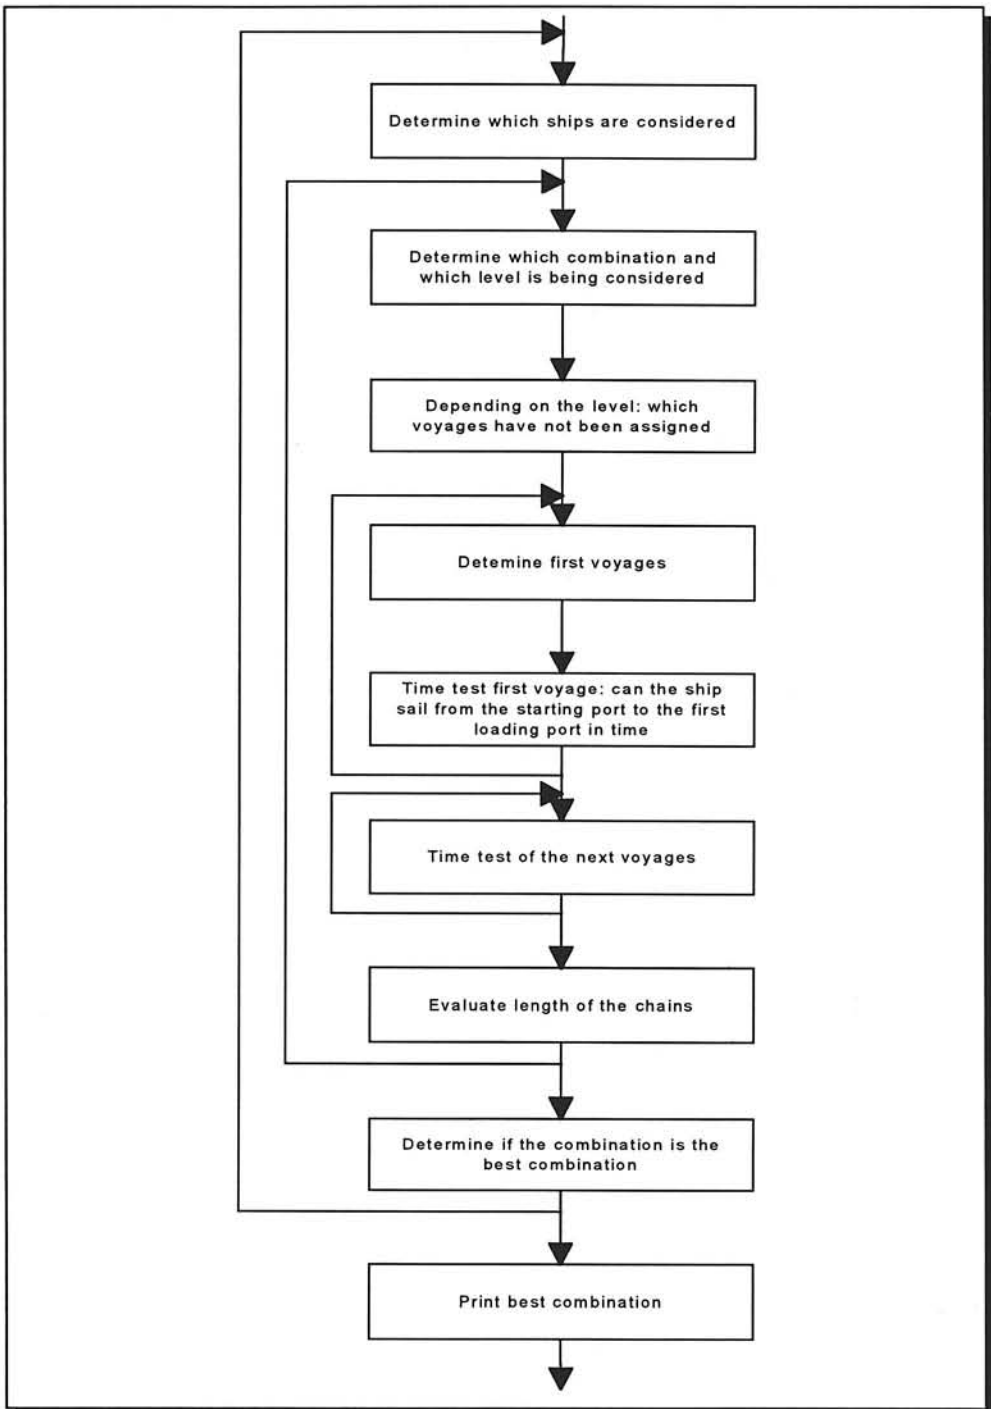 Determine which ships are considered
Determine which combination and
which level is being considered
Depending on the level: which
voyages have not been assigned
Detemine first voyages
Time test first voyage: can the ship
sail from the starting port to the first
loading port in time
Time test of the next voyages
Evaluate length of the chains
Determine if the combination is the
best combination
Print best combination